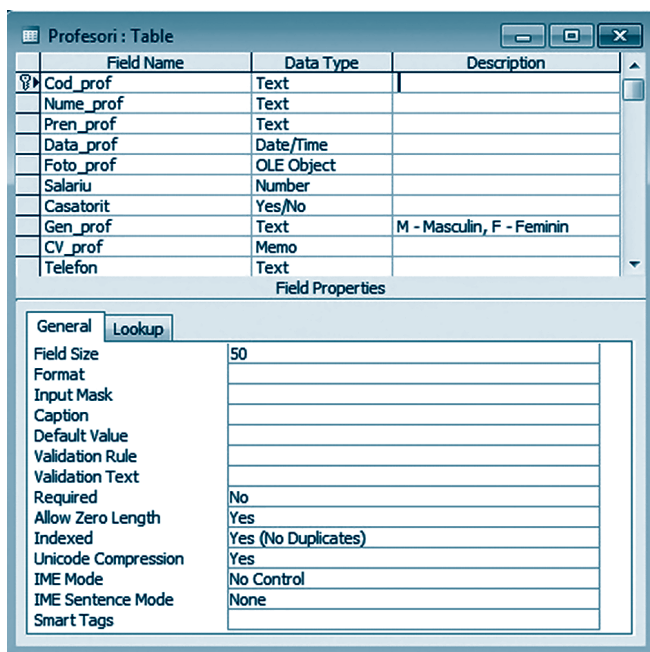 Profesori : Table
Field Name Data Type Description
Cod_prof Text
Nume_prof Text
Pren_prof Text
Data_prof Date/Time
Foto_prof OLE Object
Salariu Number
Casatorit Yes/No
Gen_prof Text M - Masculin, F - Feminin
CV_prof Memo
Telefon Text
Field Properties
General Lookup
Field Size 50
Format
Input Mask
Caption
Default Value
Validation Rule
Validation Text
Required No
Allow Zero Length Yes
Indexed Yes (No Duplicates)
Unicode Compression Yes
IME Mode No Control
IME Sentence Mode None
Smart Tags